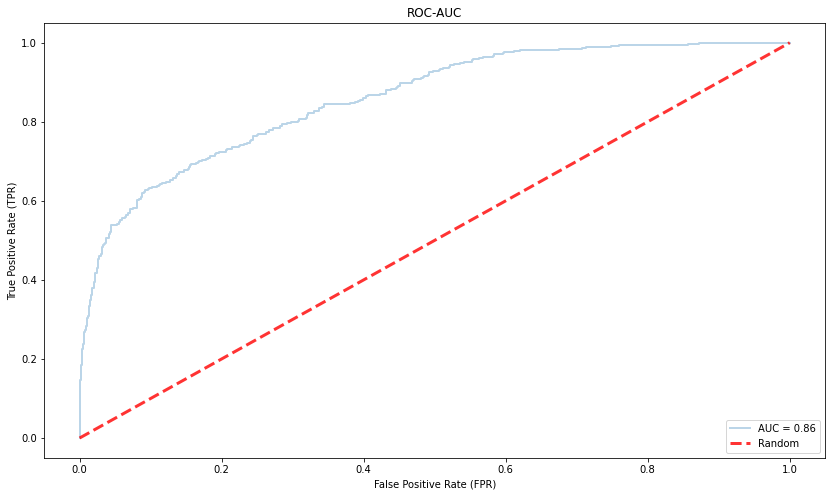 ROC-AUC
True Positive Rate (TPR)
1.0
0.8
0.6
0.4
0.2
0.0
0.0 0.2 0.4 0.6 0.8 1.0
False Positive Rate (FPR)
AUC = 0.86
Random